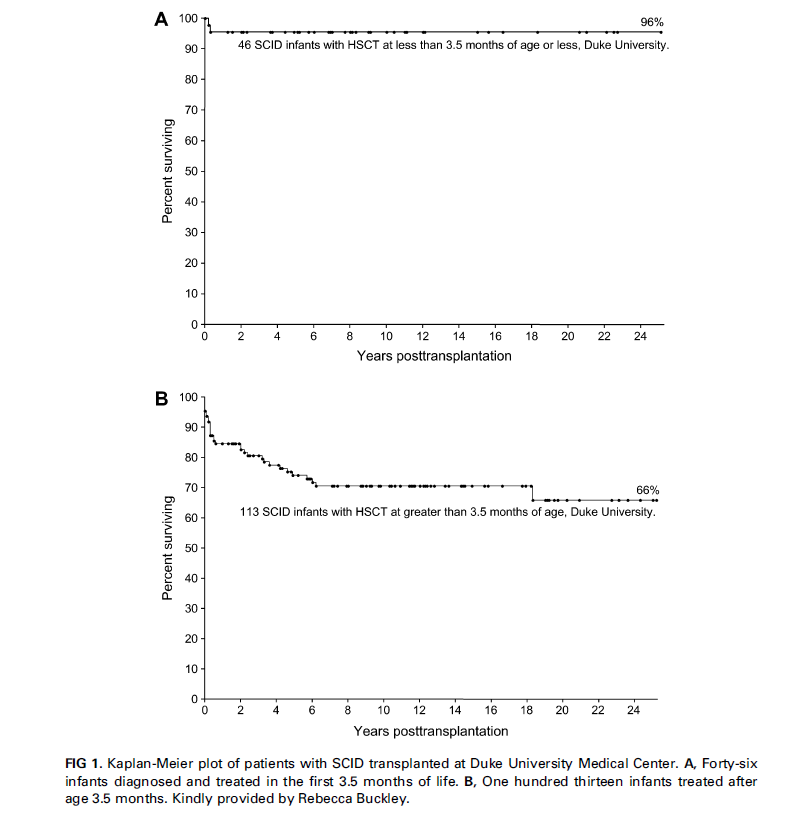 A
100
96%
90
46 SCID infants with HSCT at less than 3.5 months of age or less, Duke University.
80
70
60
50
40
30
20
10
0
Percent surviving
0 2 4 6 8 10 12 14 16 18 20 22 24
Years posttransplantation
B
100
90
80
70
66%
60
113 SCID infants with HSCT at greater than 3.5 months of age, Duke University.
50
40
30
20
10
0
Percent surviving
0 2 4 6 8 10 12 14 16 18 20 22 24
Years posttransplantation
FIG 1. Kaplan-Meier plot of patients with SCID transplanted at Duke University Medical Center. A, Forty-six
infants diagnosed and treated in the first 3.5 months of life. B, One hundred thirteen infants treated after
age 3.5 months. Kindly provided by Rebecca Buckley.